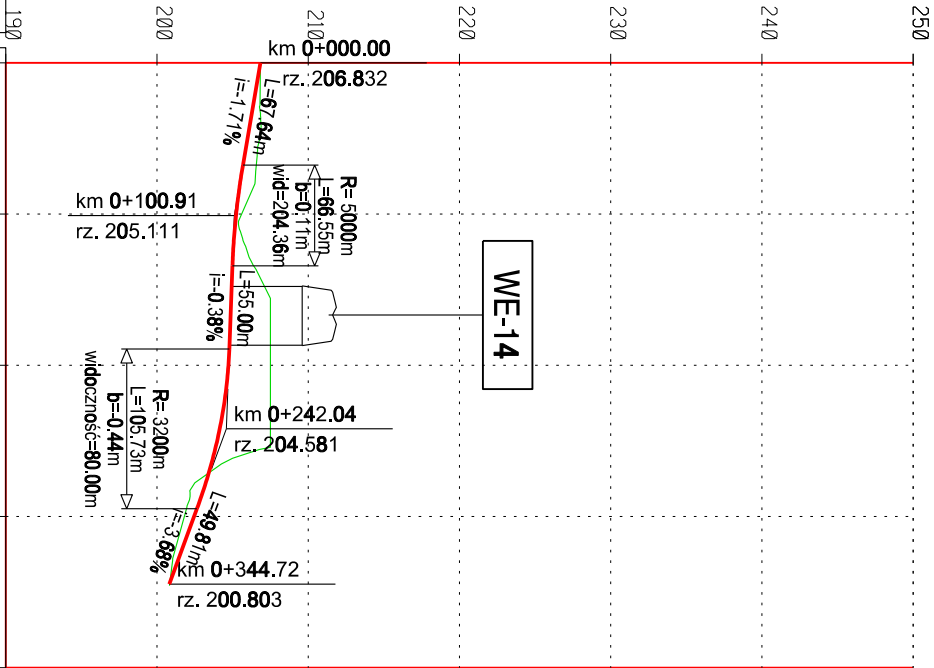 190
200
210
220
230
240
250
km 0+000.00
rz. 206.832
L=67.64m
i=-1.71%
R= 5000m
L=66.55m
b=0.11m
wid=204.36m
km 0+100.91
rz. 205.111
L=55.00m
i=-0.38%
WE-14
R= 3200m
L=105.73m
b=-0.44m
widoczność=80.00m
km 0+242.04
rz. 204.581
L=49.81m
i=-3.68%
km 0+344.72
rz. 200.803